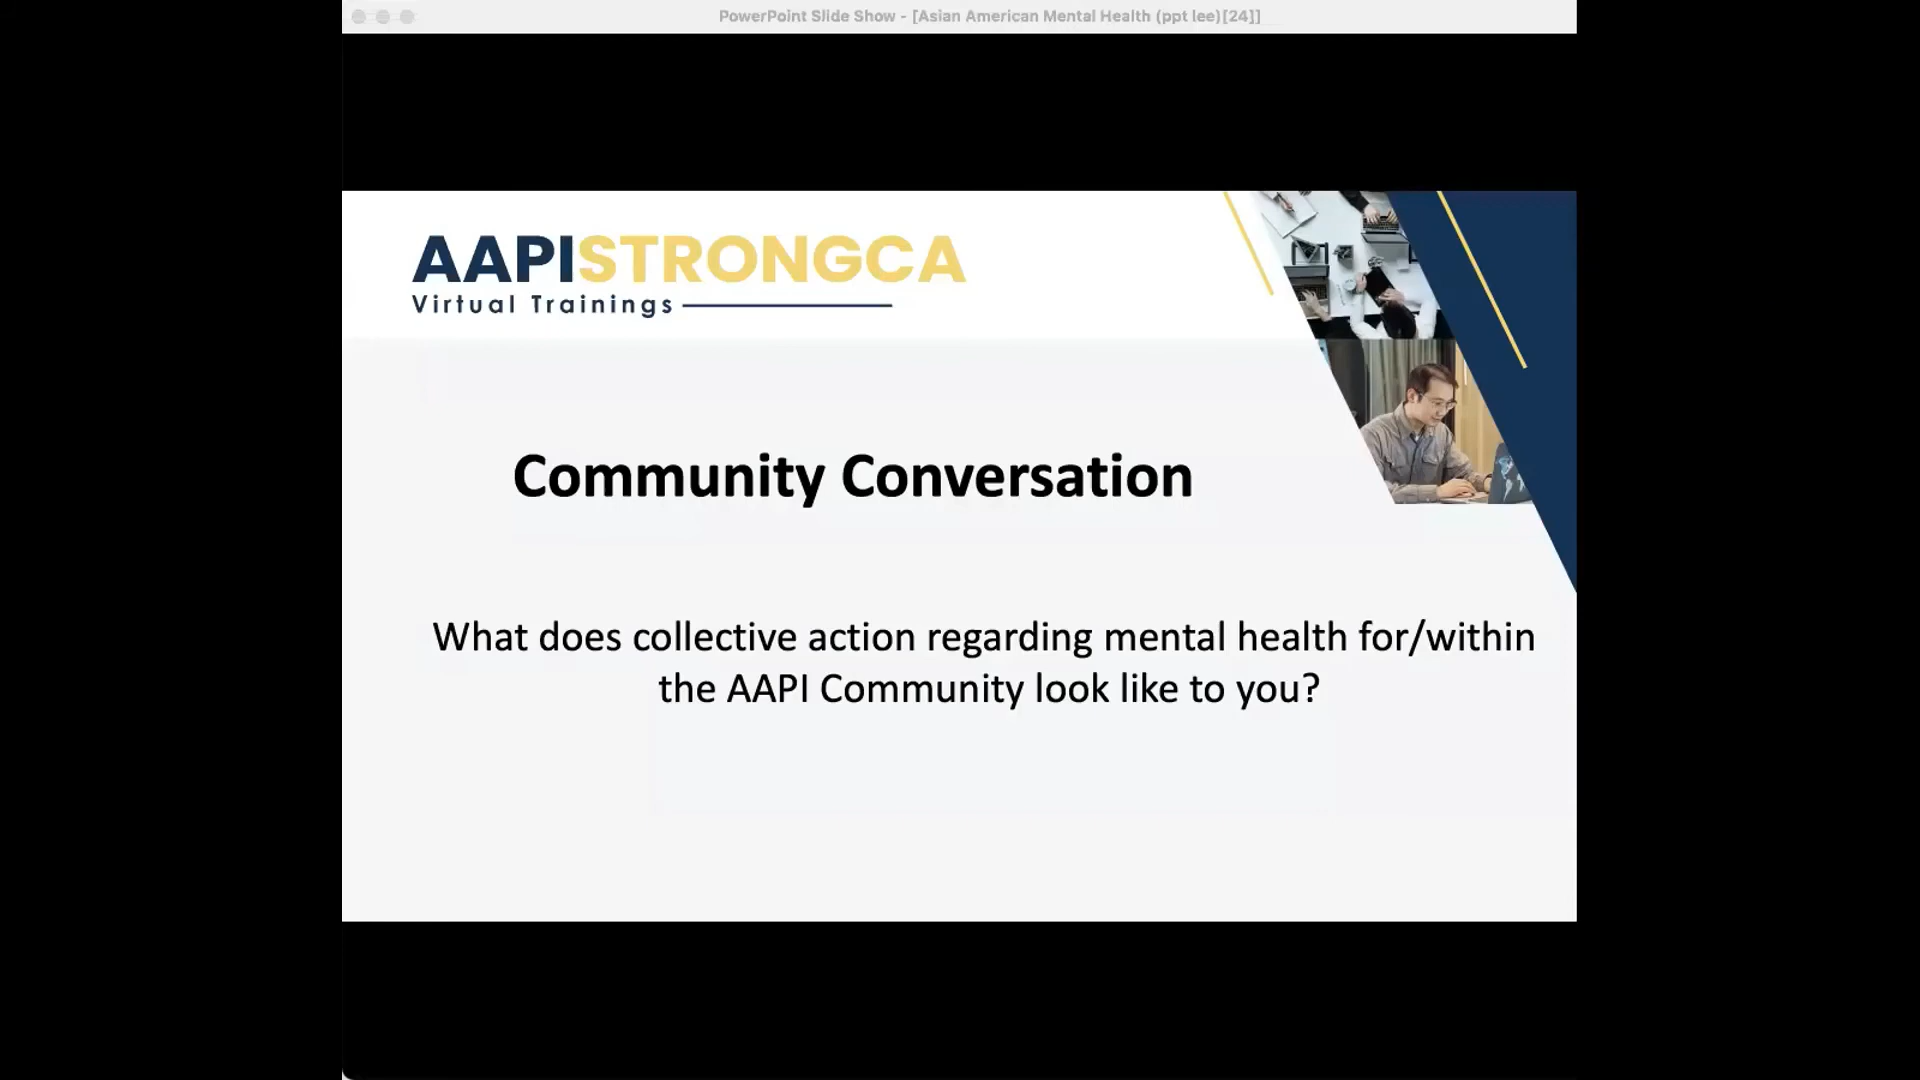 PowerPoint Slide Show - [Asian American Mental Health (ppt lee)[24]]
AAPISTRONGCA
Virtual Trainings
Community Conversation
What does collective action regarding mental health for/within
the AAPI Community look like to you?